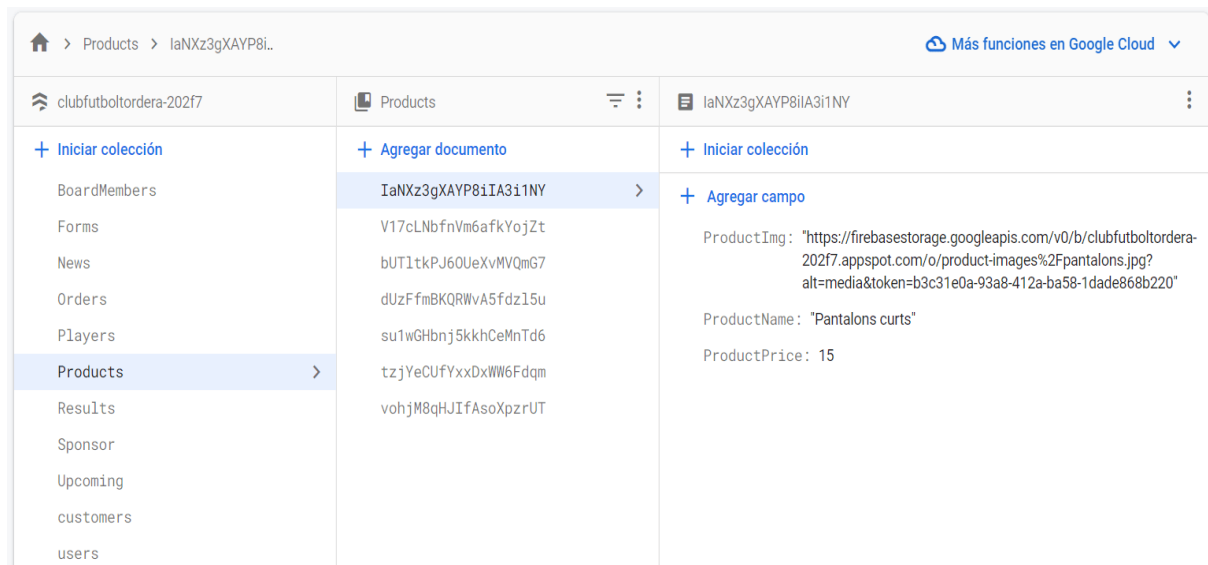 Products
IaNXz3gXAYP8i..
Más funciones en Google Cloud
clubfutboltordera-202f7
Iniciar colección
BoardMembers
Forms
News
Orders
Players
Products
Results
Sponsor
Upcoming
customers
users
Products
Agregar documento
IaNXz3gXAYP8iIA3i1NY
V17cLNbfnVm6afkYojZt
bUTltkPJ6OUeXvMVQmG7
dUzFfmBKQRWvA5fdzl5u
su1wGHbnj5kkhCeMnTd6
tzjYeCUfYxxDxWW6Fdqm
vohjM8qHJIfAsoXpzrUT
IaNXz3gXAYP8iIA3i1NY
Iniciar colección
Agregar campo
ProductImg: "https://firebasestorage.googleapis.com/v0/b/clubfutboltordera-
202f7.appspot.com/o/product-images%2Fpantalons.jpg?
alt=media&token=b3c31e0a-93a8-412a-ba58-1dade868b220"
ProductName: "Pantalons curts"
ProductPrice: 15